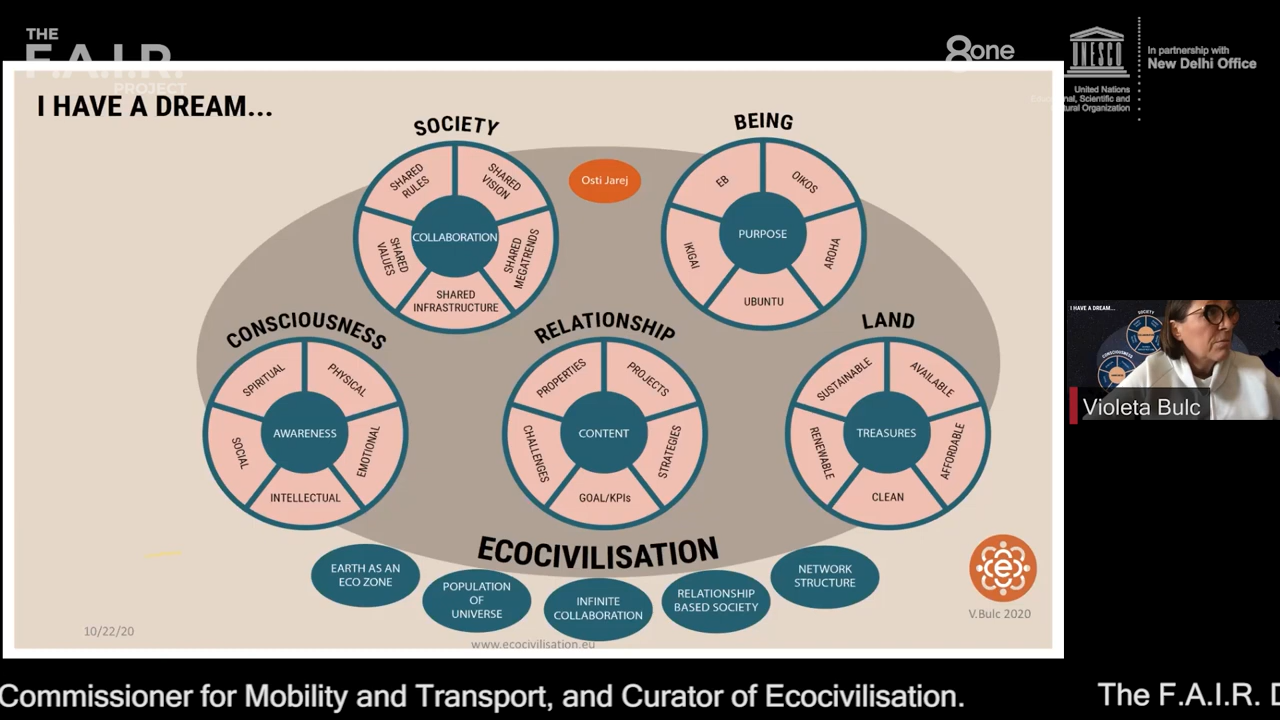 THE
F.A.I.R.
PROJECT
8one
UNESCO
In partnership with
New Delhi Office
United Nations
Scientific and
Organization
I HAVE A DREAM...
SOCIETY
SHARED
RULES
SHARED
VISION
SHARED
VALUES
COLLABORATION
SHARED
MEGATRENDS
SHARED
INFRASTRUCTURE
Osti Jarej
BEING
EB
OIKOS
IKIGAI
PURPOSE
AROHA
UBUNTU
CONSCIOUSNESS
SPIRITUAL
PHYSICAL
SOCIAL
AWARENESS
EMOTIONAL
INTELLECTUAL
RELATIONSHIP
PROPERTIES
PROJECTS
CHALLENGES
CONTENT
STRATEGIES
GOAL/KPIs
LAND
SUSTAINABLE
AVAILABLE
RENEWABLE
TREASURES
AFFORDABLE
CLEAN
ECOCIVILISATION
EARTH AS AN
ECO ZONE
POPULATION
OF
UNIVERSE
INFINITE
COLLABORATION
RELATIONSHIP
BASED SOCIETY
NETWORK
STRUCTURE
e
V.Bulc 2020
10/22/20
www.ecocivilisation.eu
I HAVE A DREAM...
SOCIETY
CONSCIOUSNESS
Violeta Bulc
Commissioner for Mobility and Transport, and Curator of Ecocivilisation.
The F.A.I.R.